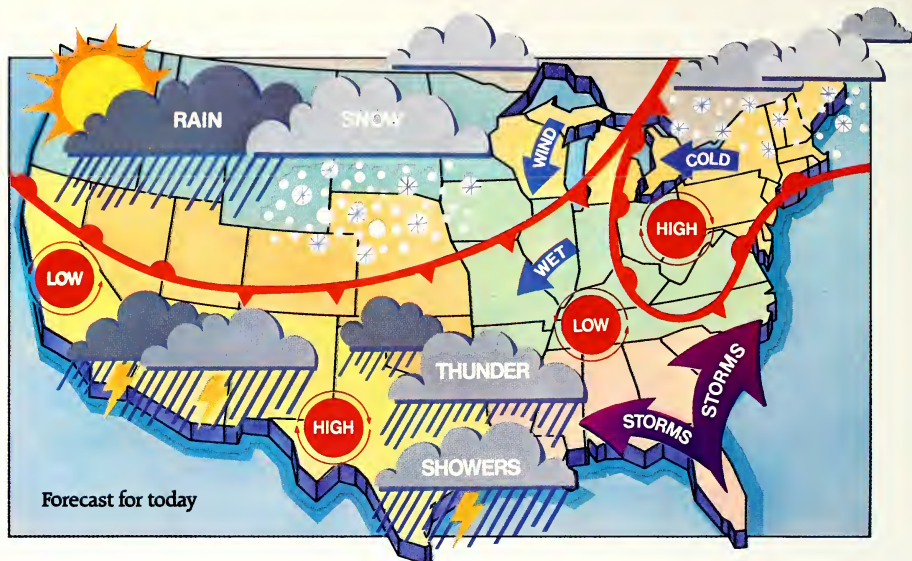 RAIN
SNOW
WIND
COLD
HIGH
LOW
WET
LOW
THUNDER
STORMS
HIGH
STORMS
SHOWERS
Forecast for today